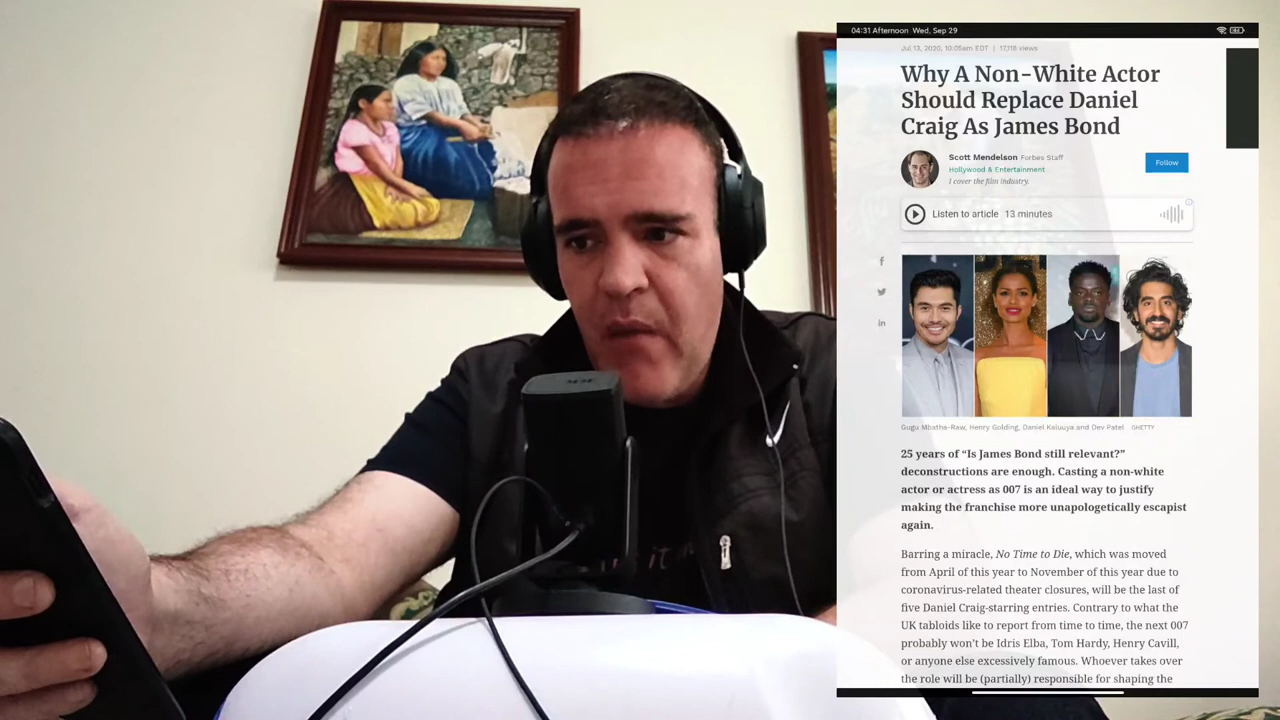 04:31 Afternoon Wed, Sep 29
Jul 13, 2020, 10:05am EDT | 17,118 views
Why A Non-White Actor
Should Replace Daniel
Craig As James Bond
Scott Mendelson Forbes Staff
Hollywood & Entertainment
I cover the film industry.
Follow
Listen to article 13 minutes
Gugu Mbatha-Raw, Henry Golding, Daniel Kaluuya and Dev Patel GHETTY
25 years of “Is James Bond still relevant?”
deconstructions are enough. Casting a non-white
actor or actress as 007 is an ideal way to justify
making the franchise more unapologetically escapist
again.
Barring a miracle, No Time to Die, which was moved
from April of this year to November of this year due to
coronavirus-related theater closures, will be the last of
five Daniel Craig-starring entries. Contrary to what the
UK tabloids like to report from time to time, the next 007
probably won’t be Idris Elba, Tom Hardy, Henry Cavill,
or anyone else excessively famous. Whoever takes over
the role will be (partially) responsible for shaping the